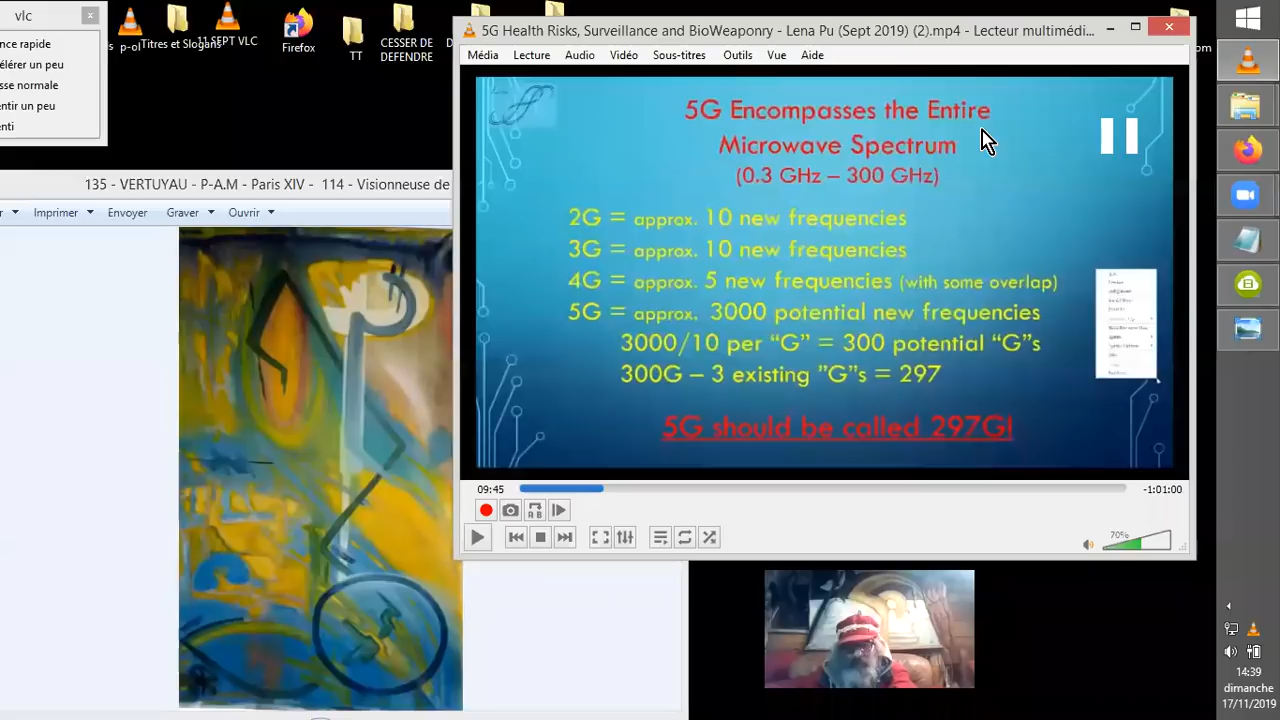 vlc
nce rapide
élérer un peu
sse normale
entir un peu
enti
p-ol
Titres et Slogans
11 SEPT VLC
Firefox
TT
CESSER DE
DEFENDRE
5G Health Risks, Surveillance and BioWeaponry - Lena Pu (Sept 2019) (2).mp4 - Lecteur multimédi...
Média Lecture Audio Vidéo Sous-titres Outils Vue Aide
5G Encompasses the Entire
Microwave Spectrum
(0.3 GHz – 300 GHz)
2G = approx. 10 new frequencies
3G = approx. 10 new frequencies
4G = approx. 5 new frequencies (with some overlap)
5G = approx. 3000 potential new frequencies
3000/10 per "G" = 300 potential "G"s
300G – 3 existing "G"s = 297
5G should be called 297G!
09:45
-1:01:00
70%
135 - VERTUYAU - P-A.M - Paris XIV - 114 - Visionneuse de
Imprimer Envoyer Graver Ouvrir
14:39
dimanche
17/11/2019